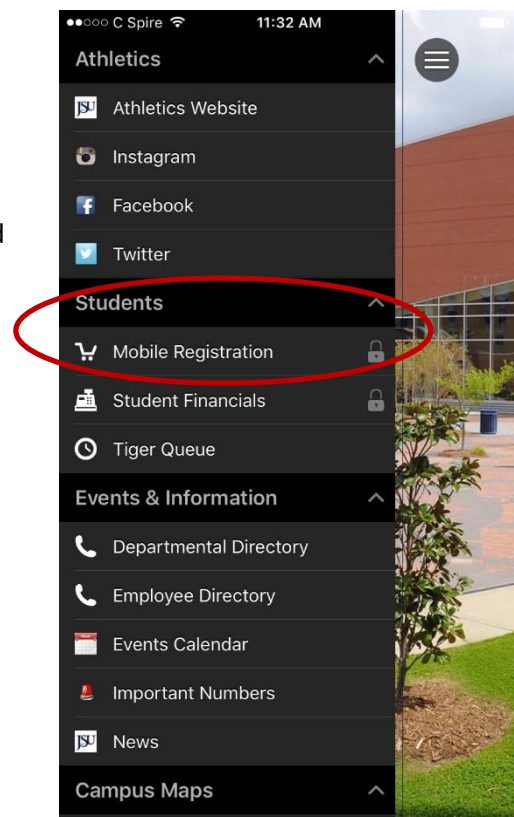 C Spire 11:32 AM
Athletics
JSU Athletics Website
Instagram
f Facebook
Twitter
d
Students
Mobile Registration
Student Financials
Tiger Queue
Events & Information
Departmental Directory
Employee Directory
Events Calendar
Important Numbers
JSU News
Campus Maps